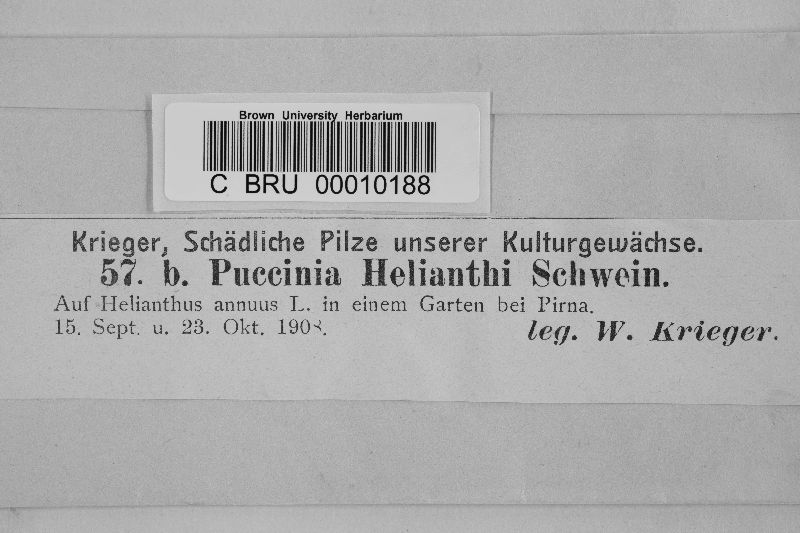 Brown University Herbarium
C BRU 00010188
Krieger, Schädliche Pilze unserer Kulturgewächse.
57. b. Puccinia Helianthi Schwein.
Auf Helianthus annuus L. in einem Garten bei Pirna.
15. Sept. u. 23. Okt. 1908.
leg. W. Krieger.